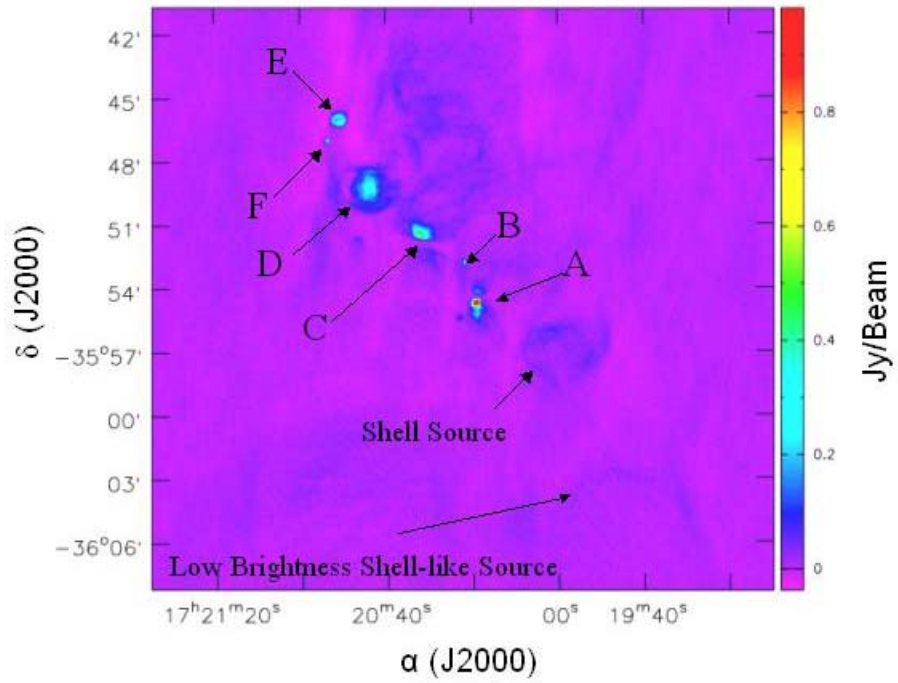 42'
E
45'
0.8
48'
F
51'
B
0.6
D
A
δ (J2000)
54'
C
Jy/Beam
−35°57'
0.4
00'
Shell Source
03'
0.2
−36°06'
Low Brightness Shell-like Source
0
17ʰ21ᵐ20ˢ
20ᵐ40ˢ
00ˢ
19ᵐ40ˢ
α (J2000)